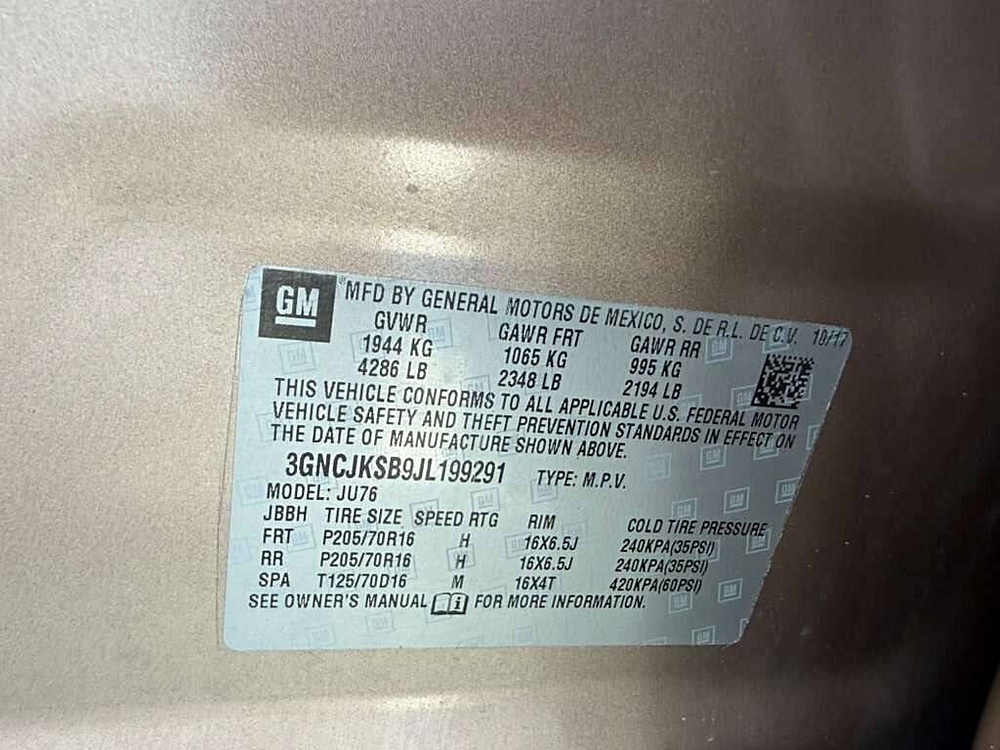 GM
MFD BY GENERAL MOTORS DE MEXICO, S. DE R.L. DE C.V. 10/17
GVWR GAWR FRT GAWR RR
1944 KG 1065 KG 995 KG
4286 LB 2348 LB 2194 LB
THIS VEHICLE CONFORMS TO ALL APPLICABLE U.S. FEDERAL MOTOR
VEHICLE SAFETY AND THEFT PREVENTION STANDARDS IN EFFECT ON
THE DATE OF MANUFACTURE SHOWN ABOVE.
3GNCJKSB9JL199291 TYPE: M.P.V.
MODEL: JU76
JBBH TIRE SIZE SPEED RTG RIM COLD TIRE PRESSURE
FRT P205/70R16 H 16X6.5J 240KPA(35PSI)
RR P205/70R16 H 16X6.5J 240KPA(35PSI)
SPA T125/70D16 M 16X4T 420KPA(60PSI)
SEE OWNER'S MANUAL FOR MORE INFORMATION.